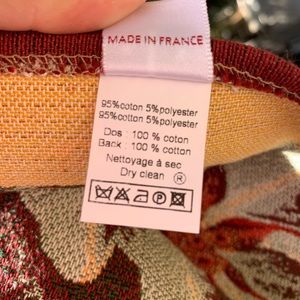 MADE IN FRANCE
95%coton 5%polyester
95%cotton 5%polyester
Dos : 100 % coton
Back : 100 % cotton
Nettoyage à sec
Dry clean ®